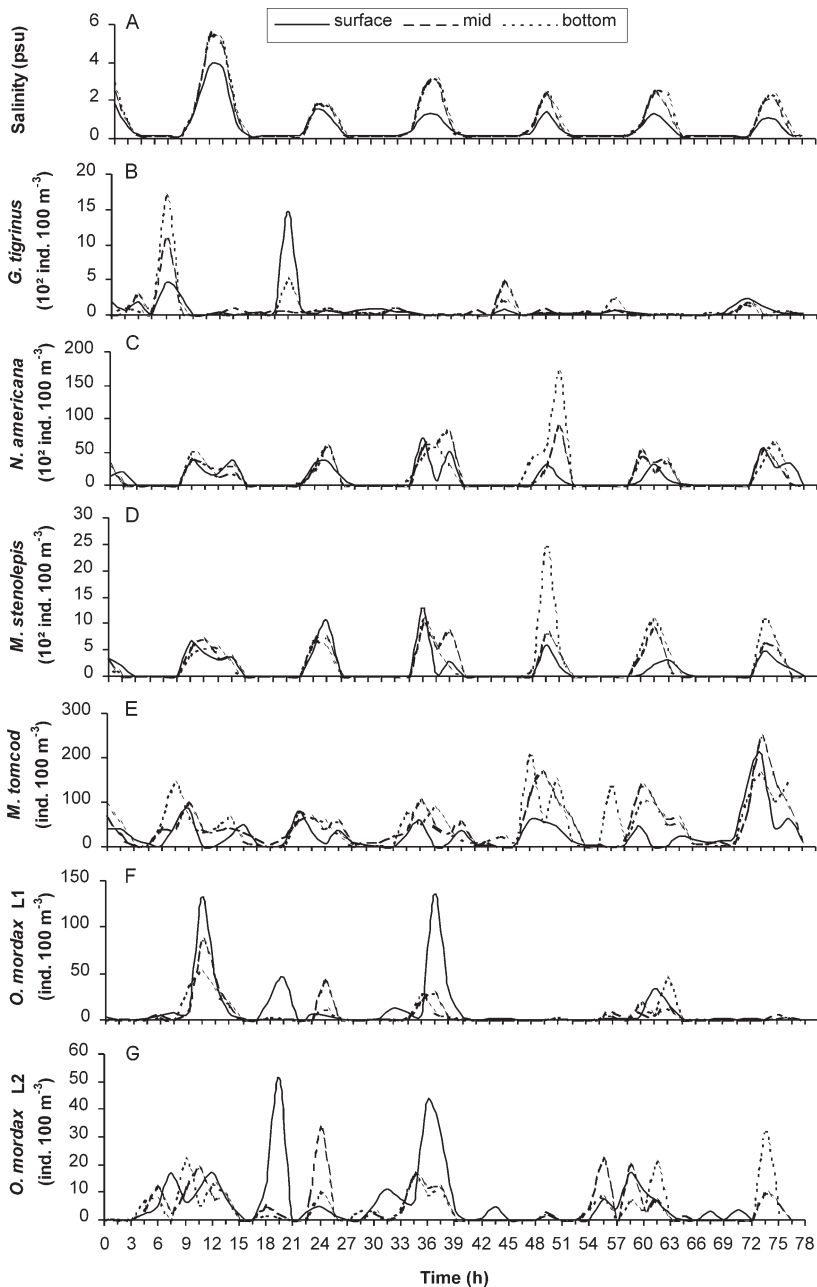 surface mid bottom
A
Salinity (psu)
6
4
2
0
B
G. tigrinus
(10² ind. 100 m⁻³)
20
15
10
5
0
C
N. americana
(10² ind. 100 m⁻³)
200
150
100
50
0
D
M. stenolepis
(10² ind. 100 m⁻³)
30
25
20
15
10
5
0
E
M. tomcod
(ind. 100 m⁻³)
300
200
100
0
F
O. mordax L1
(ind. 100 m⁻³)
150
100
50
0
G
O. mordax L2
(ind. 100 m⁻³)
60
50
40
30
20
10
0
0 3 6 9 12 15 18 21 24 27 30 33 36 39 42 45 48 51 54 57 60 63 66 69 72 75 78
Time (h)